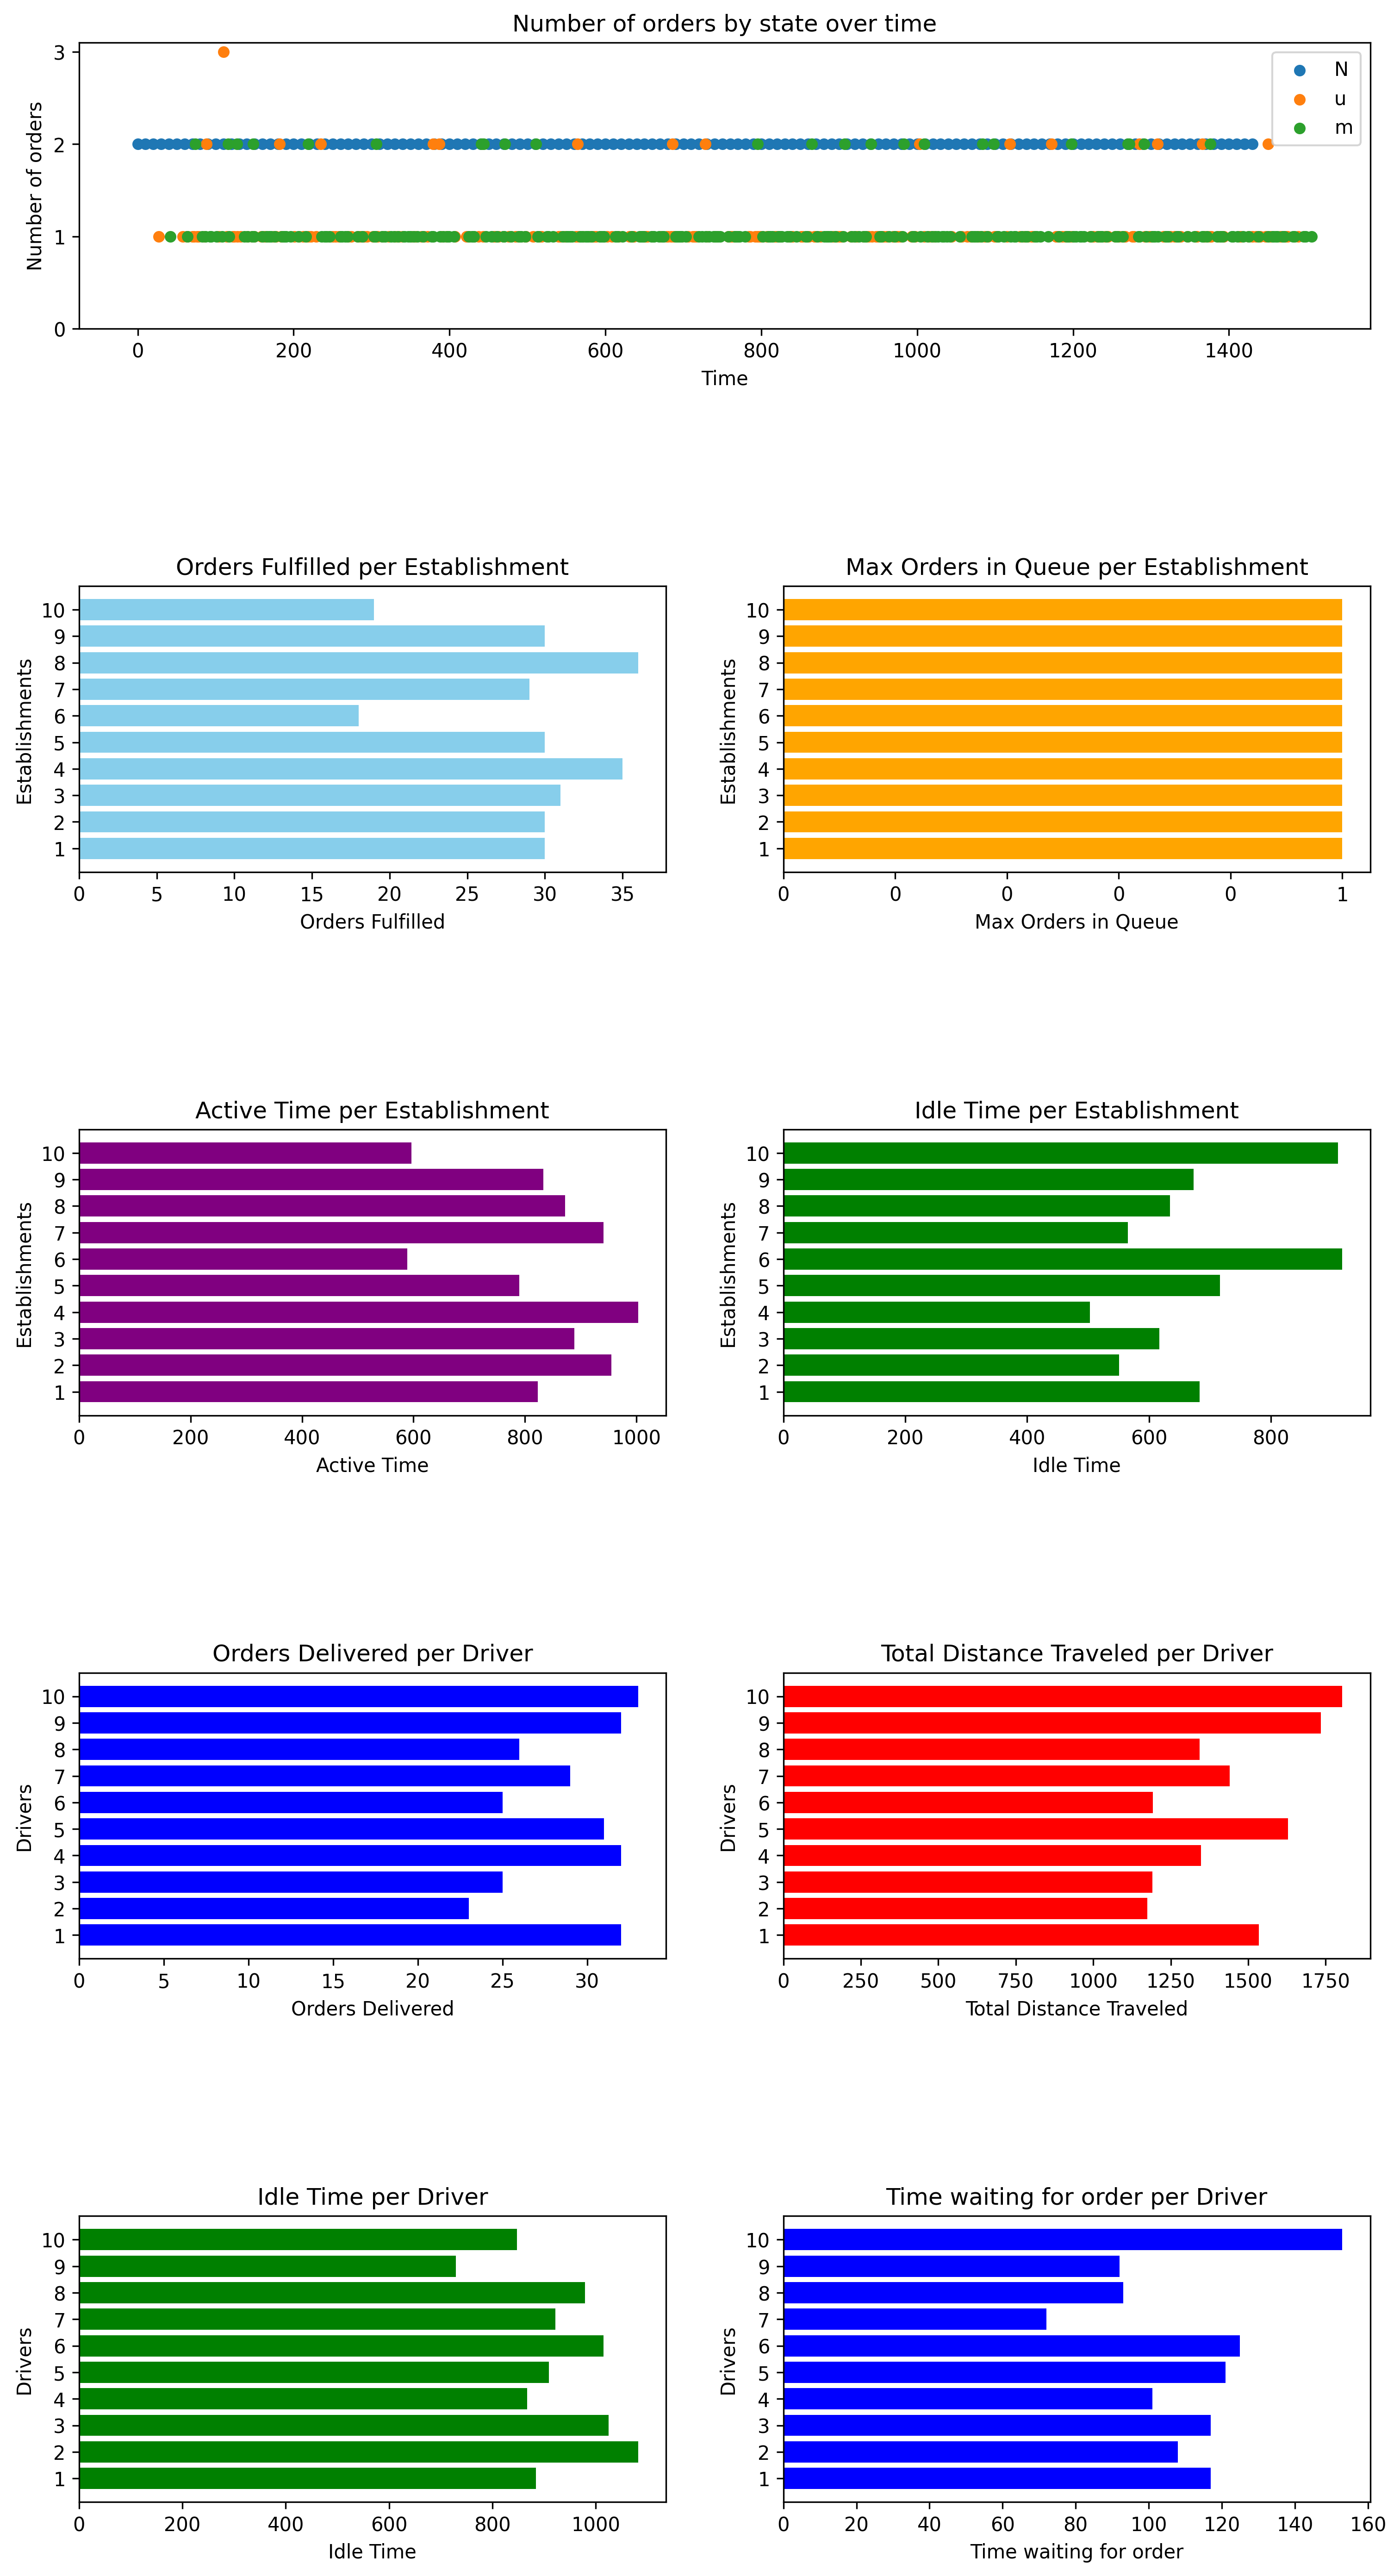 Number of orders by state over time
3
2
1
0
Number of orders
N
u
m
0 200 400 600 800 1000 1200 1400
Time
Orders Fulfilled per Establishment
10
9
8
7
6
5
4
3
2
1
Establishments
0 5 10 15 20 25 30 35
Orders Fulfilled
Max Orders in Queue per Establishment
10
9
8
7
6
5
4
3
2
1
Establishments
0 0 0 0 0 1
Max Orders in Queue
Active Time per Establishment
10
9
8
7
6
5
4
3
2
1
Establishments
0 200 400 600 800 1000
Active Time
Idle Time per Establishment
10
9
8
7
6
5
4
3
2
1
Establishments
0 200 400 600 800
Idle Time
Orders Delivered per Driver
10
9
8
7
6
5
4
3
2
1
Drivers
0 5 10 15 20 25 30
Orders Delivered
Total Distance Traveled per Driver
10
9
8
7
6
5
4
3
2
1
Drivers
0 250 500 750 1000 1250 1500 1750
Total Distance Traveled
Idle Time per Driver
10
9
8
7
6
5
4
3
2
1
Drivers
0 200 400 600 800 1000
Idle Time
Time waiting for order per Driver
10
9
8
7
6
5
4
3
2
1
Drivers
0 20 40 60 80 100 120 140 160
Time waiting for order